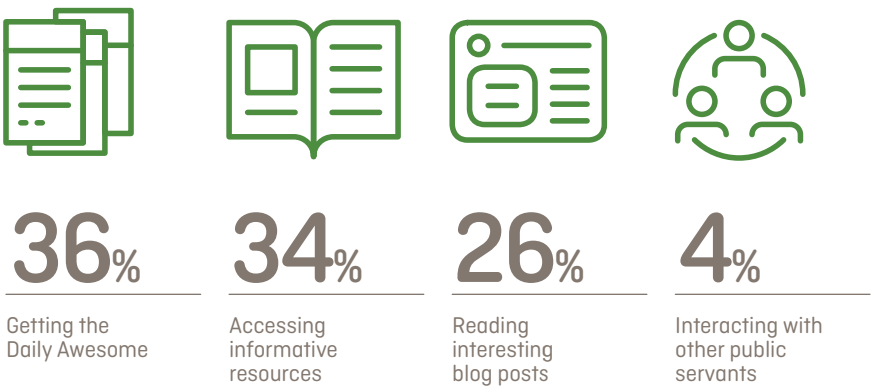 36%
Getting the
Daily Awesome
34%
Accessing
informative
resources
26%
Reading
interesting
blog posts
4%
Interacting with
other public
servants